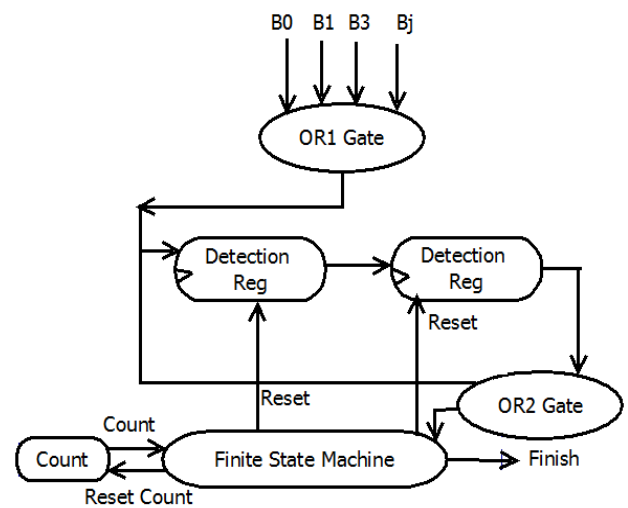 B0 B1 B3 Bj
OR1 Gate
Detection
Reg
Detection
Reg
Reset
Reset
OR2 Gate
Count
Count
Finite State Machine
Finish
Reset Count